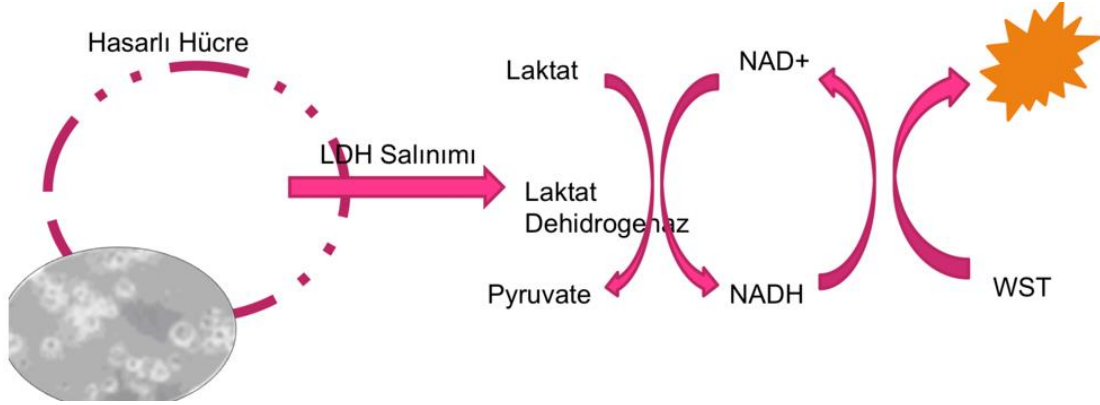 Hasarlı Hücre
LDH Salınımı
Laktat
NAD+
Laktat
Dehidrogenaz
Pyruvate
NADH
WST